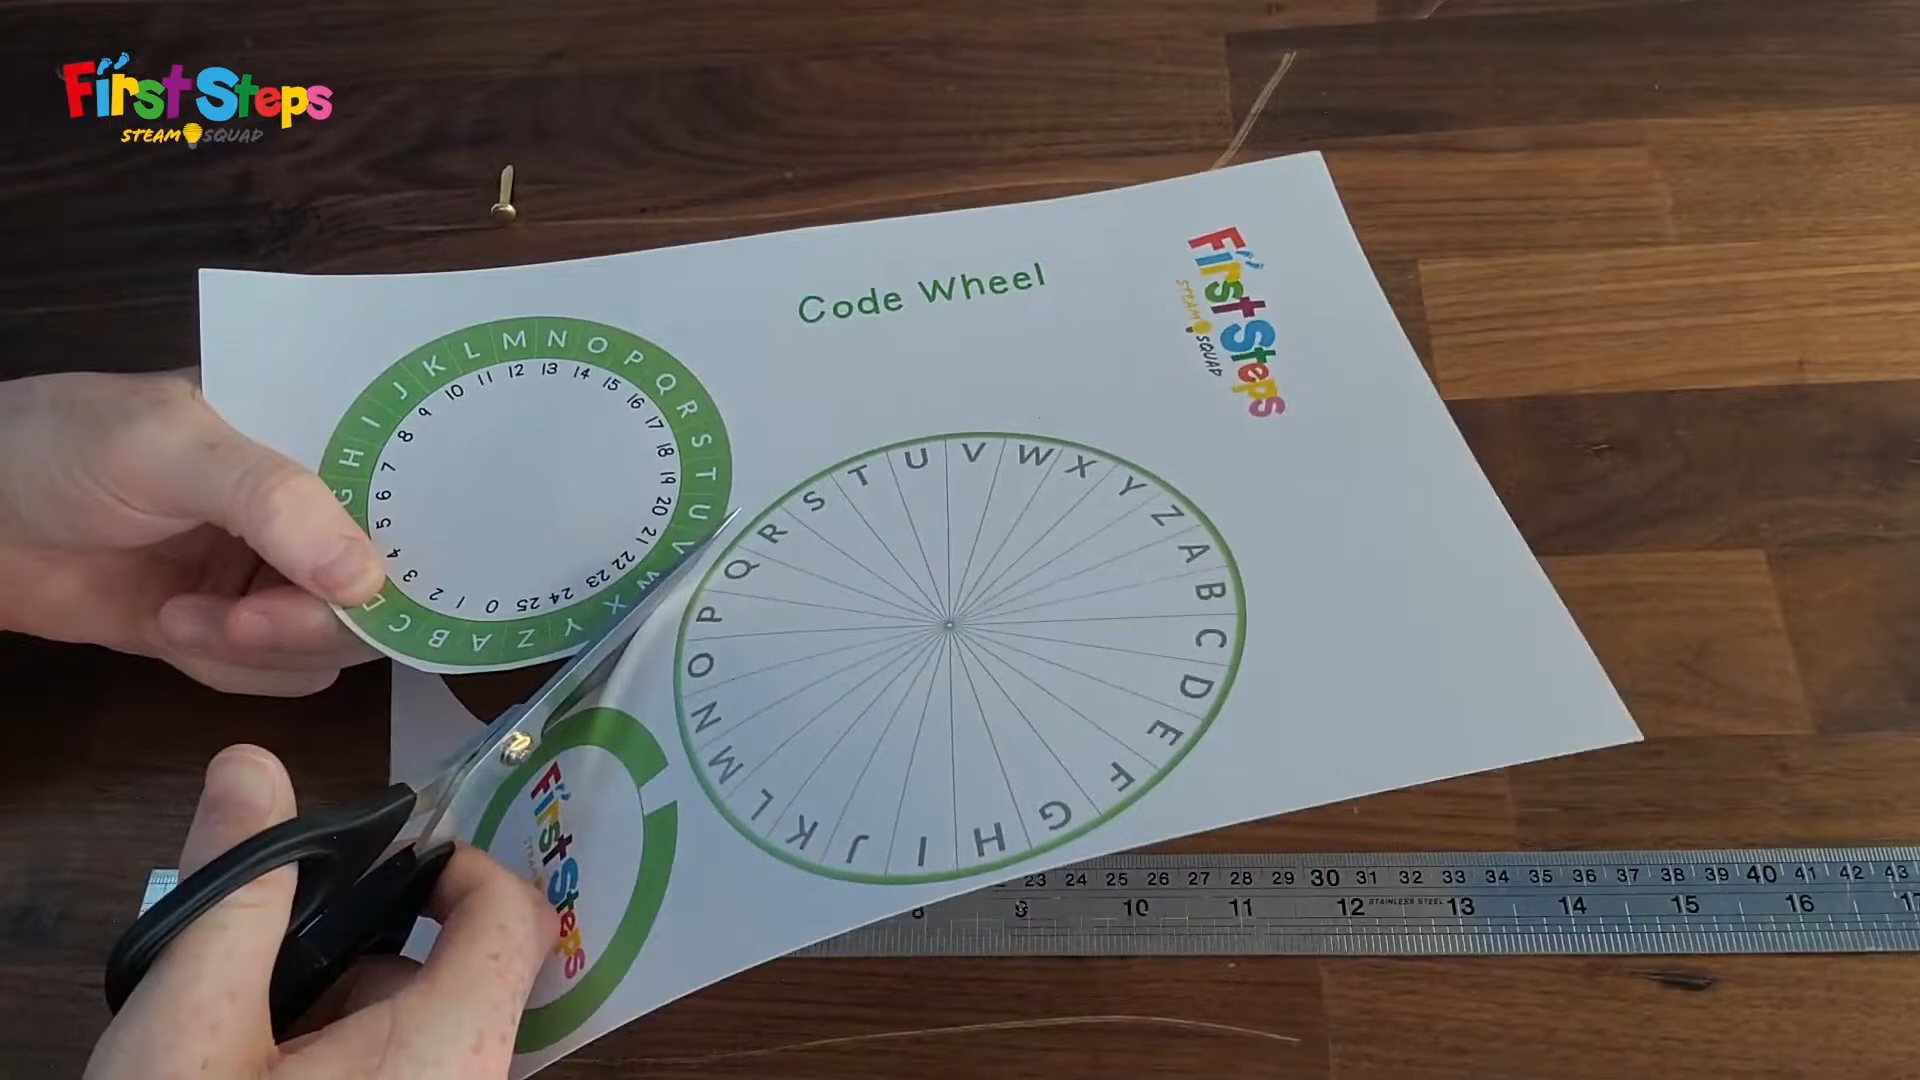 First Steps
STEAM SQUAD
Code Wheel
First Steps
STEAM SQUAD
G H I J K L M N O P Q R S T U V W X Y Z A B C
0 1 2 3 4 5 6 7 8 9 10 11 12 13 14 15 16 17 18 19 20 21 22 23 24 25
A B C D E F G H I J K L M N O P Q R S T U V W X Y Z
First Steps
23 24 25 26 27 28 29 30 31 32 33 34 35 36 37 38 39 40 41 42 43
8 9 10 11 12 STAINLESS STEEL 13 14 15 16 17